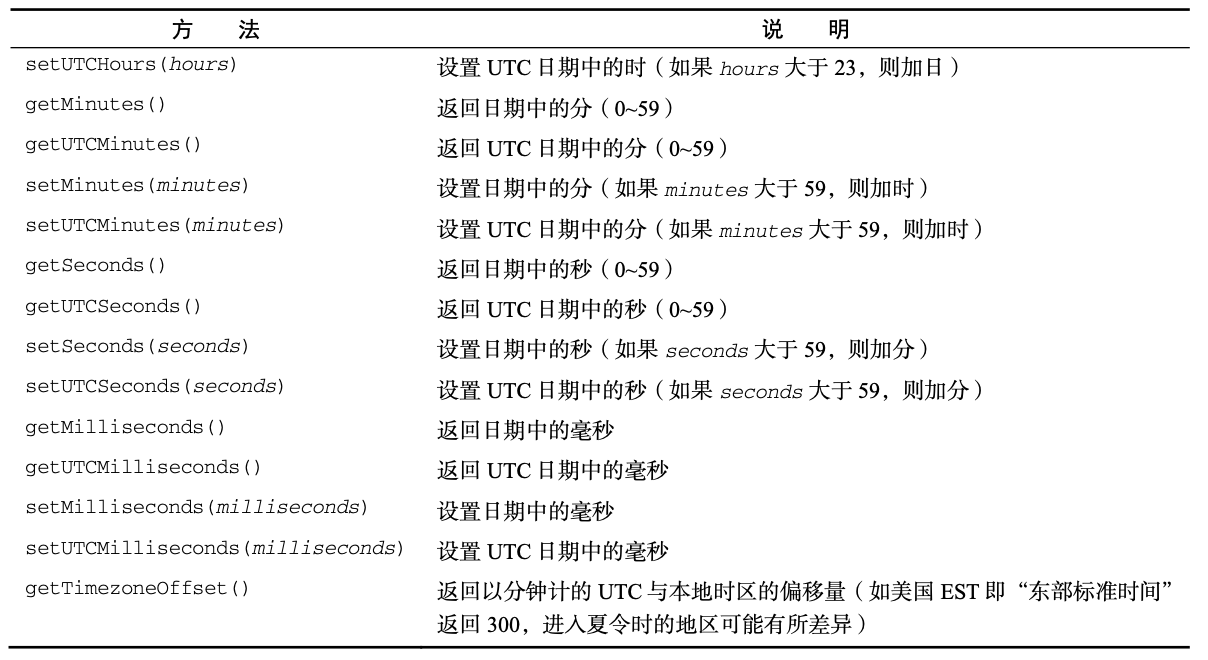 方 法 说 明
setUTCHours(hours) 设置 UTC 日期中的时（如果 hours 大于 23，则加日）
getMinutes() 返回日期中的分（0~59）
getUTCMinutes() 返回 UTC 日期中的分（0~59）
setMinutes(minutes) 设置日期中的分（如果 minutes 大于 59，则加时）
setUTCMinutes(minutes) 设置 UTC 日期中的分（如果 minutes 大于 59，则加时）
getSeconds() 返回日期中的秒（0~59）
getUTCSeconds() 返回 UTC 日期中的秒（0~59）
setSeconds(seconds) 设置日期中的秒（如果 seconds 大于 59，则加分）
setUTCSeconds(seconds) 设置 UTC 日期中的秒（如果 seconds 大于 59，则加分）
getMilliseconds() 返回日期中的毫秒
getUTCMilliseconds() 返回 UTC 日期中的毫秒
setMilliseconds(milliseconds) 设置日期中的毫秒
setUTCMilliseconds(milliseconds) 设置 UTC 日期中的毫秒
getTimezoneOffset() 返回以分钟计的 UTC 与本地时区的偏移量（如美国 EST 即“东部标准时间”
返回 300，进入夏令时的地区可能有所差异）